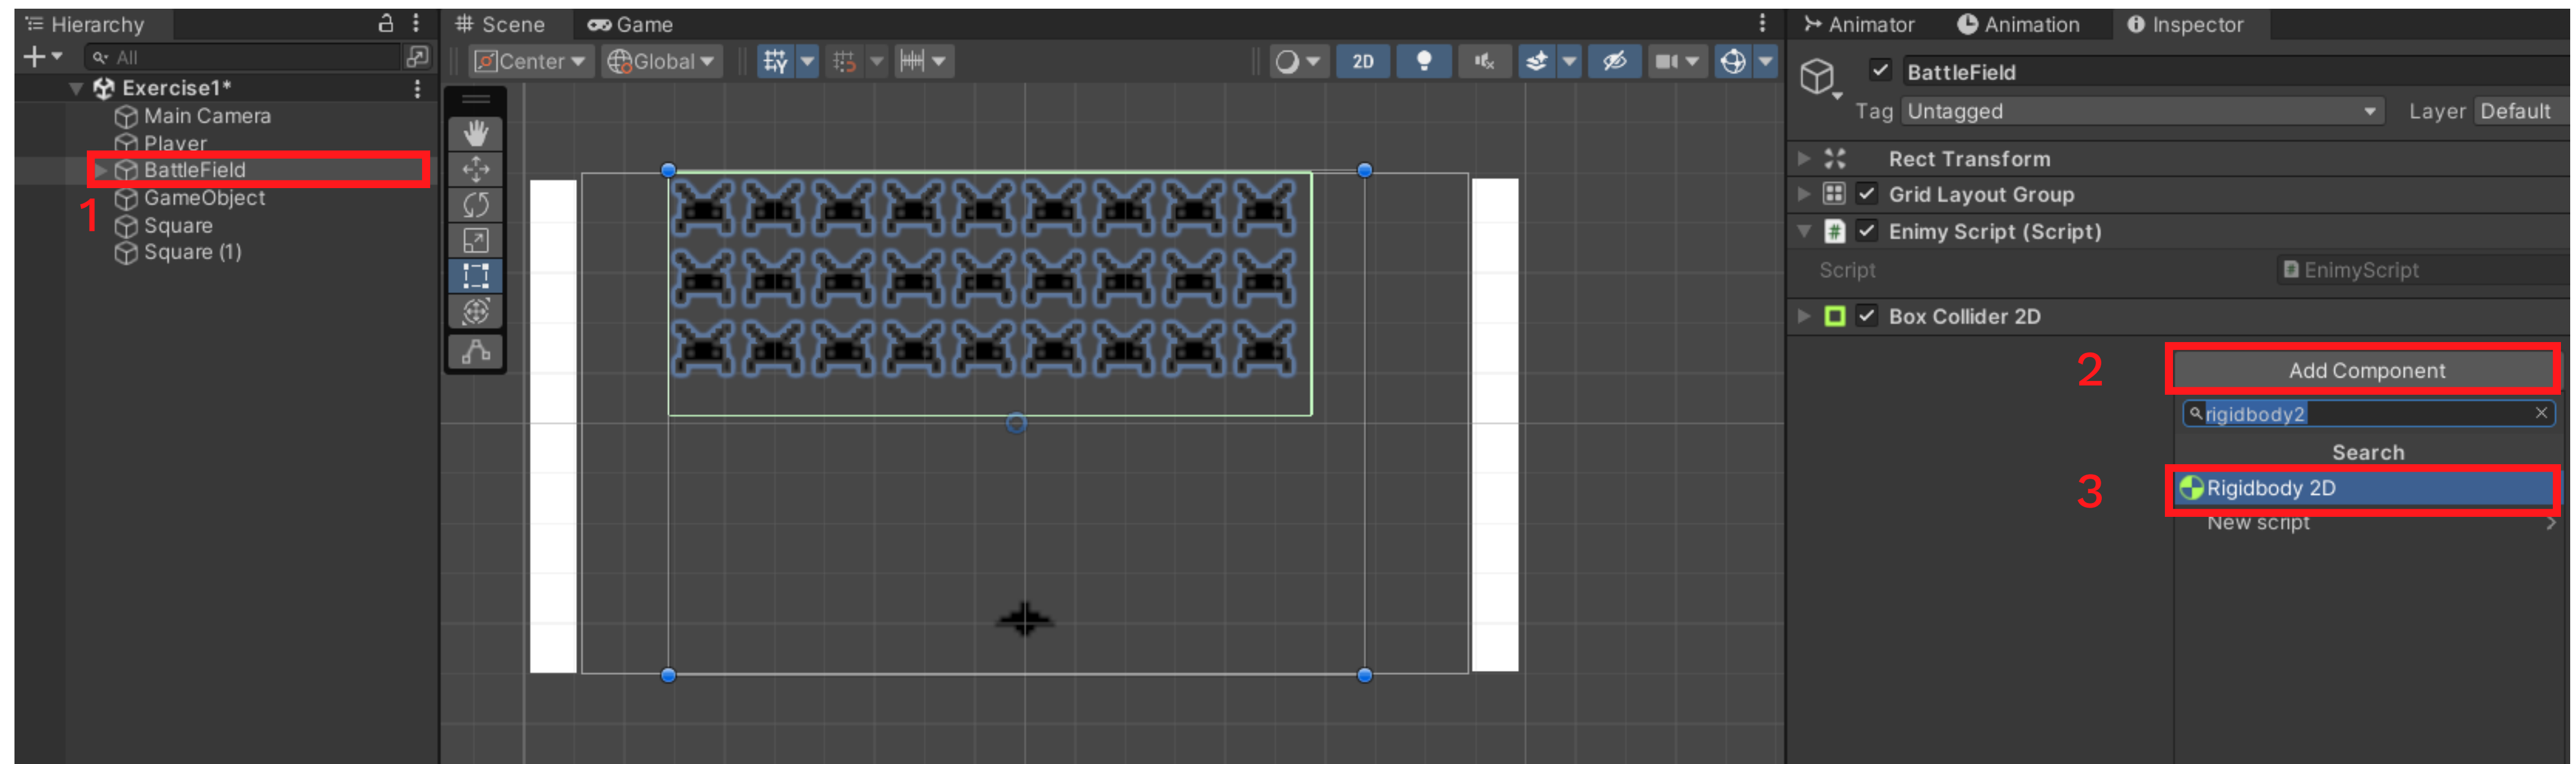 Hierarchy
All
Exercise1*
Main Camera
Player
BattleField
1
GameObject
Square
Square (1)
Scene
Game
Center
Global
2D
Animator
Animation
Inspector
BattleField
Tag Untagged
Layer Default
Rect Transform
Grid Layout Group
Enimy Script (Script)
Script
EnimyScript
Box Collider 2D
2
Add Component
rigidbody2
Search
3
Rigidbody 2D
New script